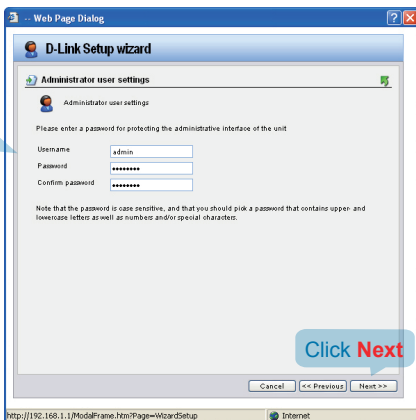 -- Web Page Dialog
D-Link Setup wizard
Administrator user settings
Administrator user settings
Please enter a password for protecting the administrative interface of the unit
Username admin
Password ••••••••
Confirm password ••••••••
Note that the password is case sensitive, and that you should pick a password that contains upper- and
lowercase letters as well as numbers and/or special characters.
Click Next
Cancel << Previous Next >>
http://192.168.1.1/ModalFrame.htm?Page=WizardSetup Internet